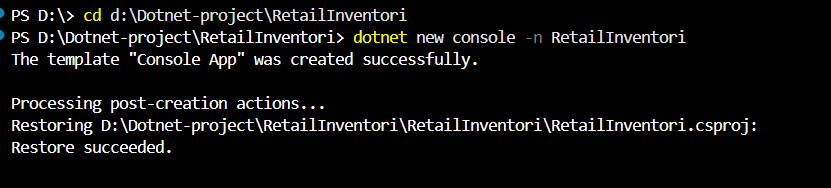 PS D:\> cd d:\Dotnet-project\RetailInventori
PS D:\Dotnet-project\RetailInventori> dotnet new console -n RetailInventori
The template "Console App" was created successfully.

Processing post-creation actions...
Restoring D:\Dotnet-project\RetailInventori\RetailInventori\RetailInventori.csproj:
Restore succeeded.